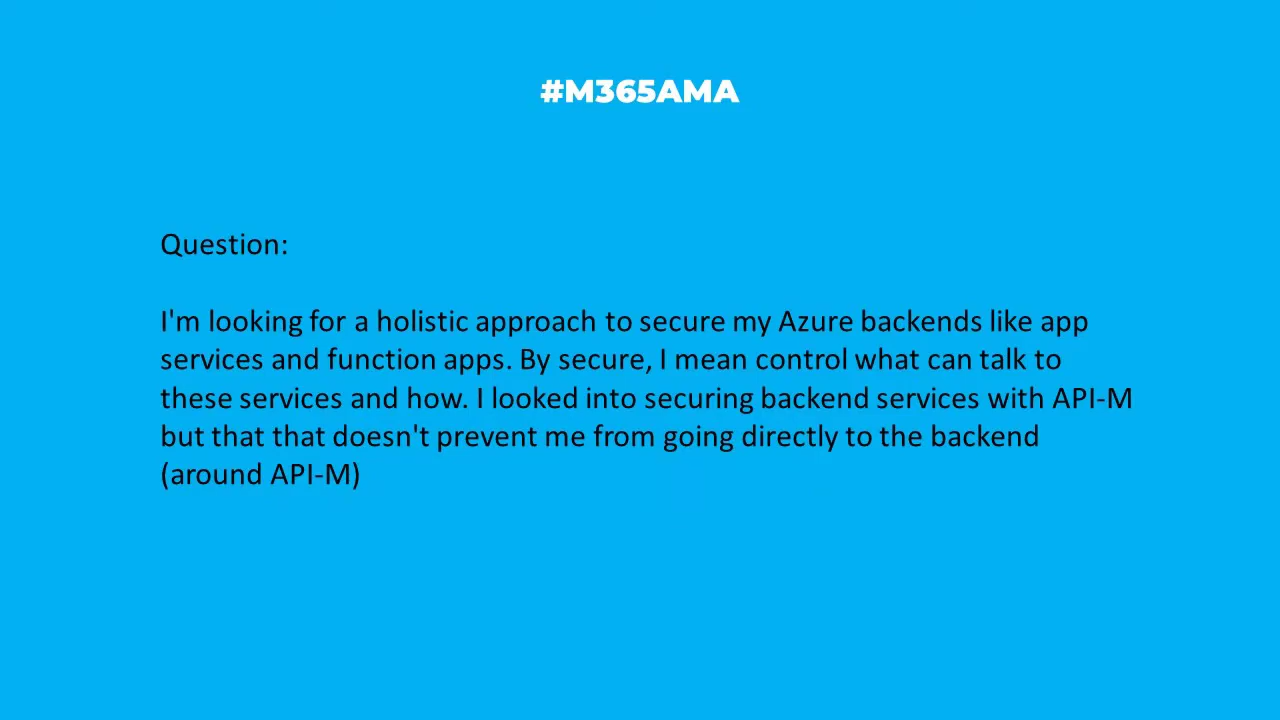 #M365AMA
Question:
I'm looking for a holistic approach to secure my Azure backends like app
services and function apps. By secure, I mean control what can talk to
these services and how. I looked into securing backend services with API-M
but that that doesn't prevent me from going directly to the backend
(around API-M)